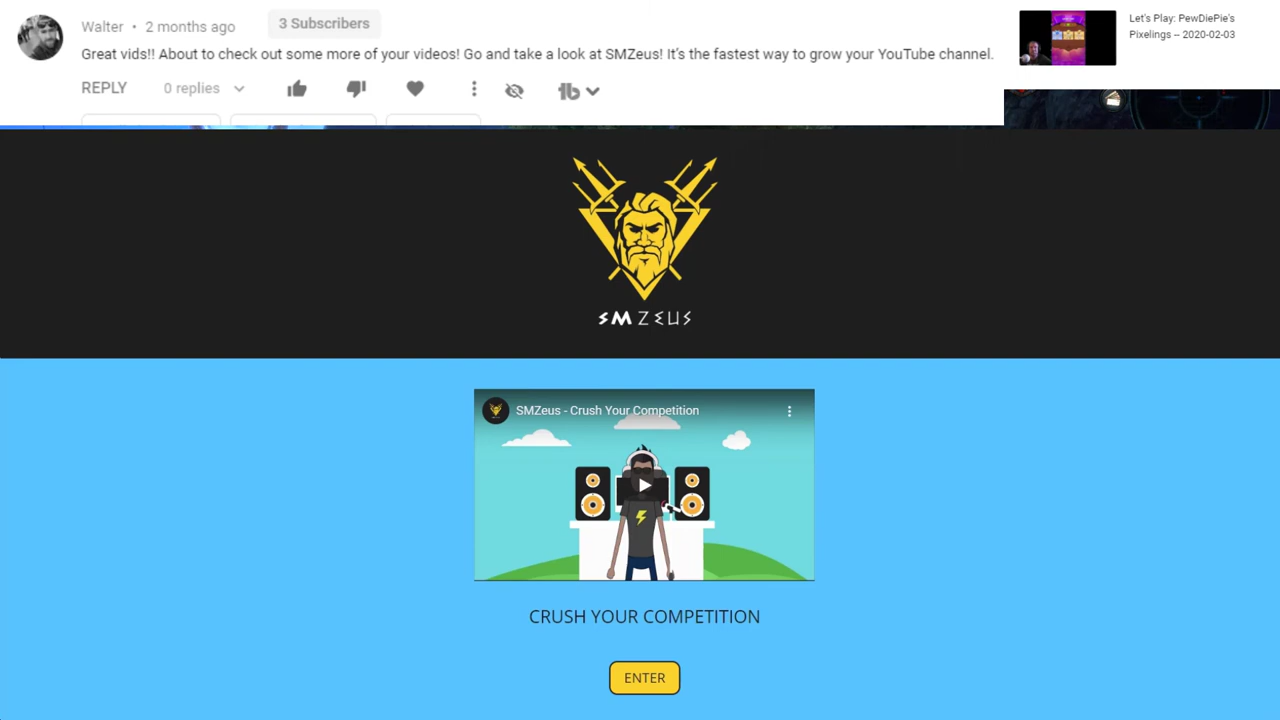 Walter • 2 months ago
3 Subscribers
Great vids!! About to check out some more of your videos! Go and take a look at SMZeus! It's the fastest way to grow your YouTube channel.
REPLY 0 replies
Let's Play: PewDiePie's
Pixelings -- 2020-02-03
SMZEUS
SMZeus - Crush Your Competition
CRUSH YOUR COMPETITION
ENTER